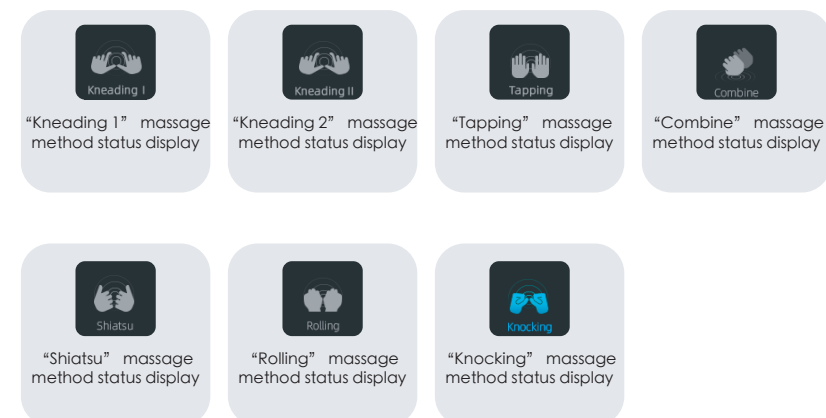 Kneading I
“Kneading 1” massage
method status display
Kneading II
“Kneading 2” massage
method status display
Tapping
“Tapping” massage
method status display
Combine
“Combine” massage
method status display
Shiatsu
“Shiatsu” massage
method status display
Rolling
“Rolling” massage
method status display
Knocking
“Knocking” massage
method status display